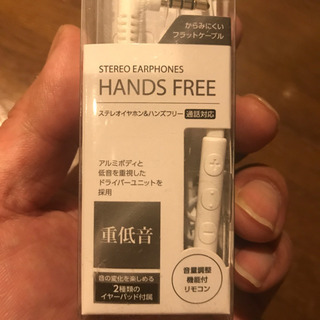 からみにくい
フラットケーブル
STEREO EARPHONES
HANDS FREE
ステレオイヤホン&ハンズフリー 通話対応
アルミボディと
低音を重視した
ドライバーユニットを
採用
重低音
音の変化を楽しめる
2種類の
イヤーパッド付属
音量調整
機能付
リモコン